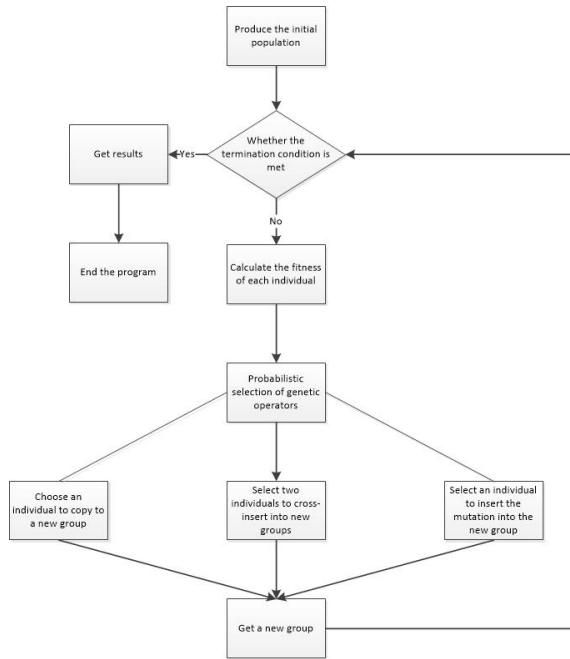 Produce the initial
population
Whether the
termination condition is
met
Yes
Get results
No
End the program
Calculate the fitness
of each individual
Probabilistic
selection of genetic
operators
Choose an
individual to copy to
a new group
Select two
individuals to cross-
insert into new
groups
Select an individual
to insert the
mutation into the
new group
Get a new group